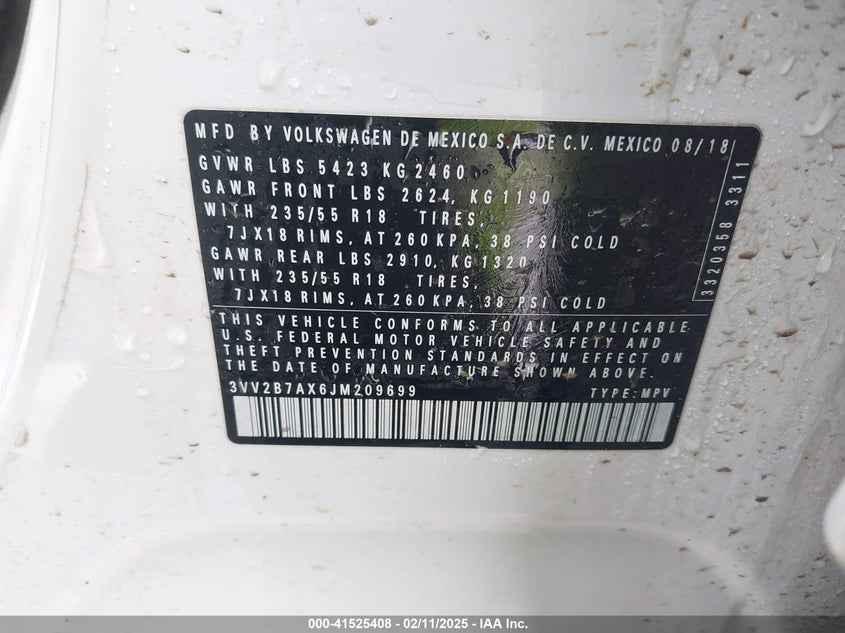 MFD BY VOLKSWAGEN DE MEXICO S.A. DE C.V. MEXICO 08/18
GVWR LBS 5423 KG 2460
GAWR FRONT LBS 2624, KG 1190
WITH 235/55 R18 TIRES,
7JX18 RIMS, AT 260 KPA, 38 PSI COLD
GAWR REAR LBS 2910, KG 1320
WITH 235/55 R18 TIRES,
7JX18 RIMS, AT 260 KPA, 38 PSI COLD
3320358 3311
THIS VEHICLE CONFORMS TO ALL APPLICABLE
U.S. FEDERAL MOTOR VEHICLE SAFETY AND
THEFT PREVENTION STANDARDS IN EFFECT ON
THE DATE OF MANUFACTURE SHOWN ABOVE.
3VV2B7AX6JM209699 TYPE: MPV
000-41525408 - 02/11/2025 - IAA Inc.